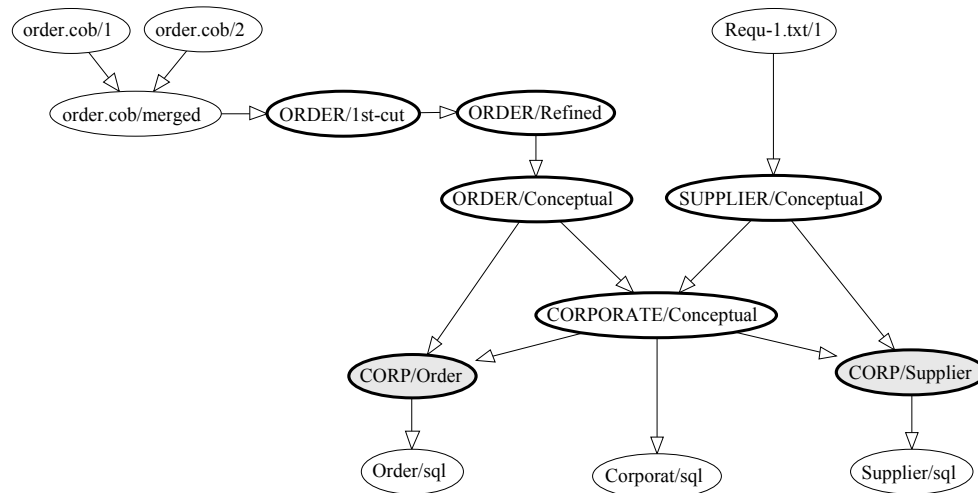 order.cob/1
order.cob/2
Requ-1.txt/1
order.cob/merged
ORDER/1st-cut
ORDER/Refined
ORDER/Conceptual
SUPPLIER/Conceptual
CORPORATE/Conceptual
CORP/Order
CORP/Supplier
Order/sql
Corporat/sql
Supplier/sql